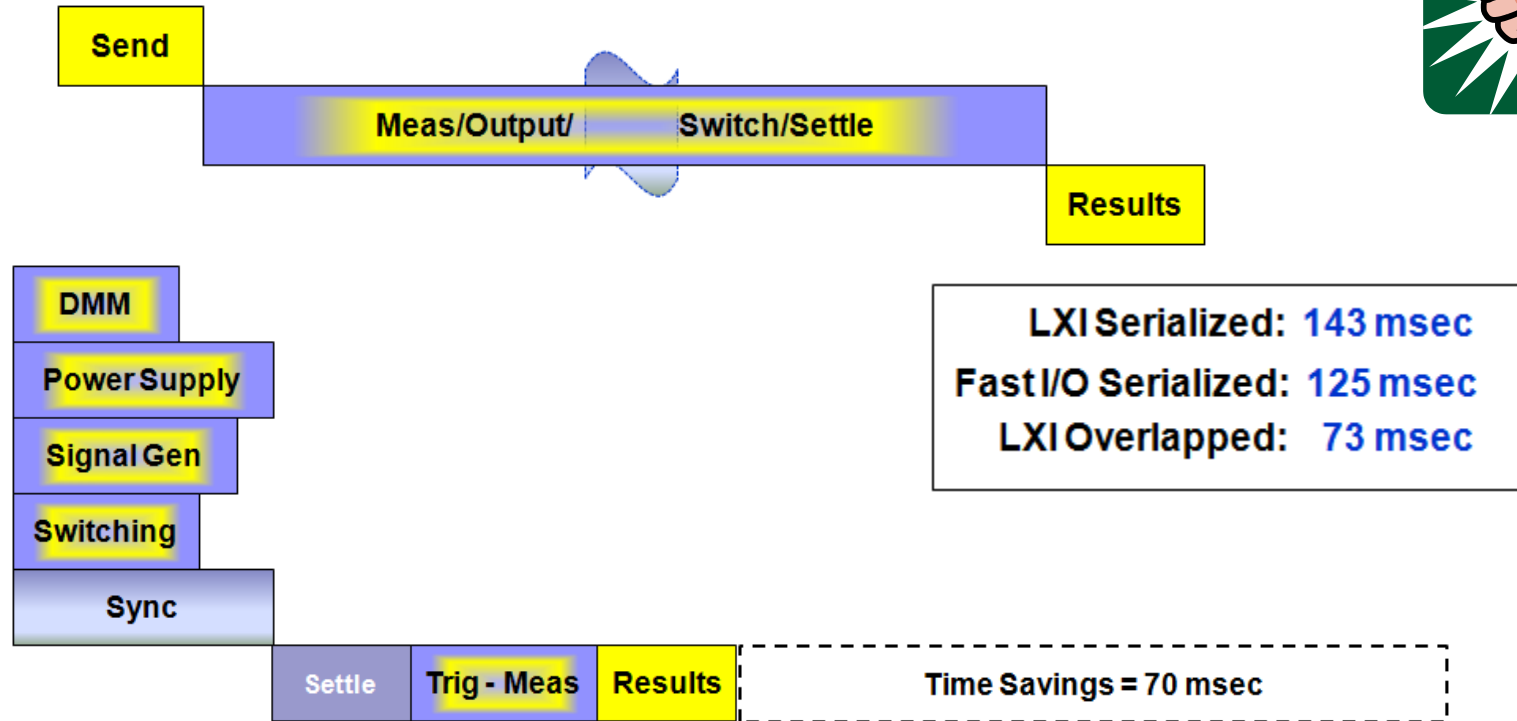 Send
Meas/Output/ Switch/Settle
Results
DMM
Power Supply
Signal Gen
Switching
Sync
LXI Serialized: 143 msec
Fast I/O Serialized: 125 msec
LXI Overlapped: 73 msec
Settle
Trig - Meas
Results
Time Savings = 70 msec